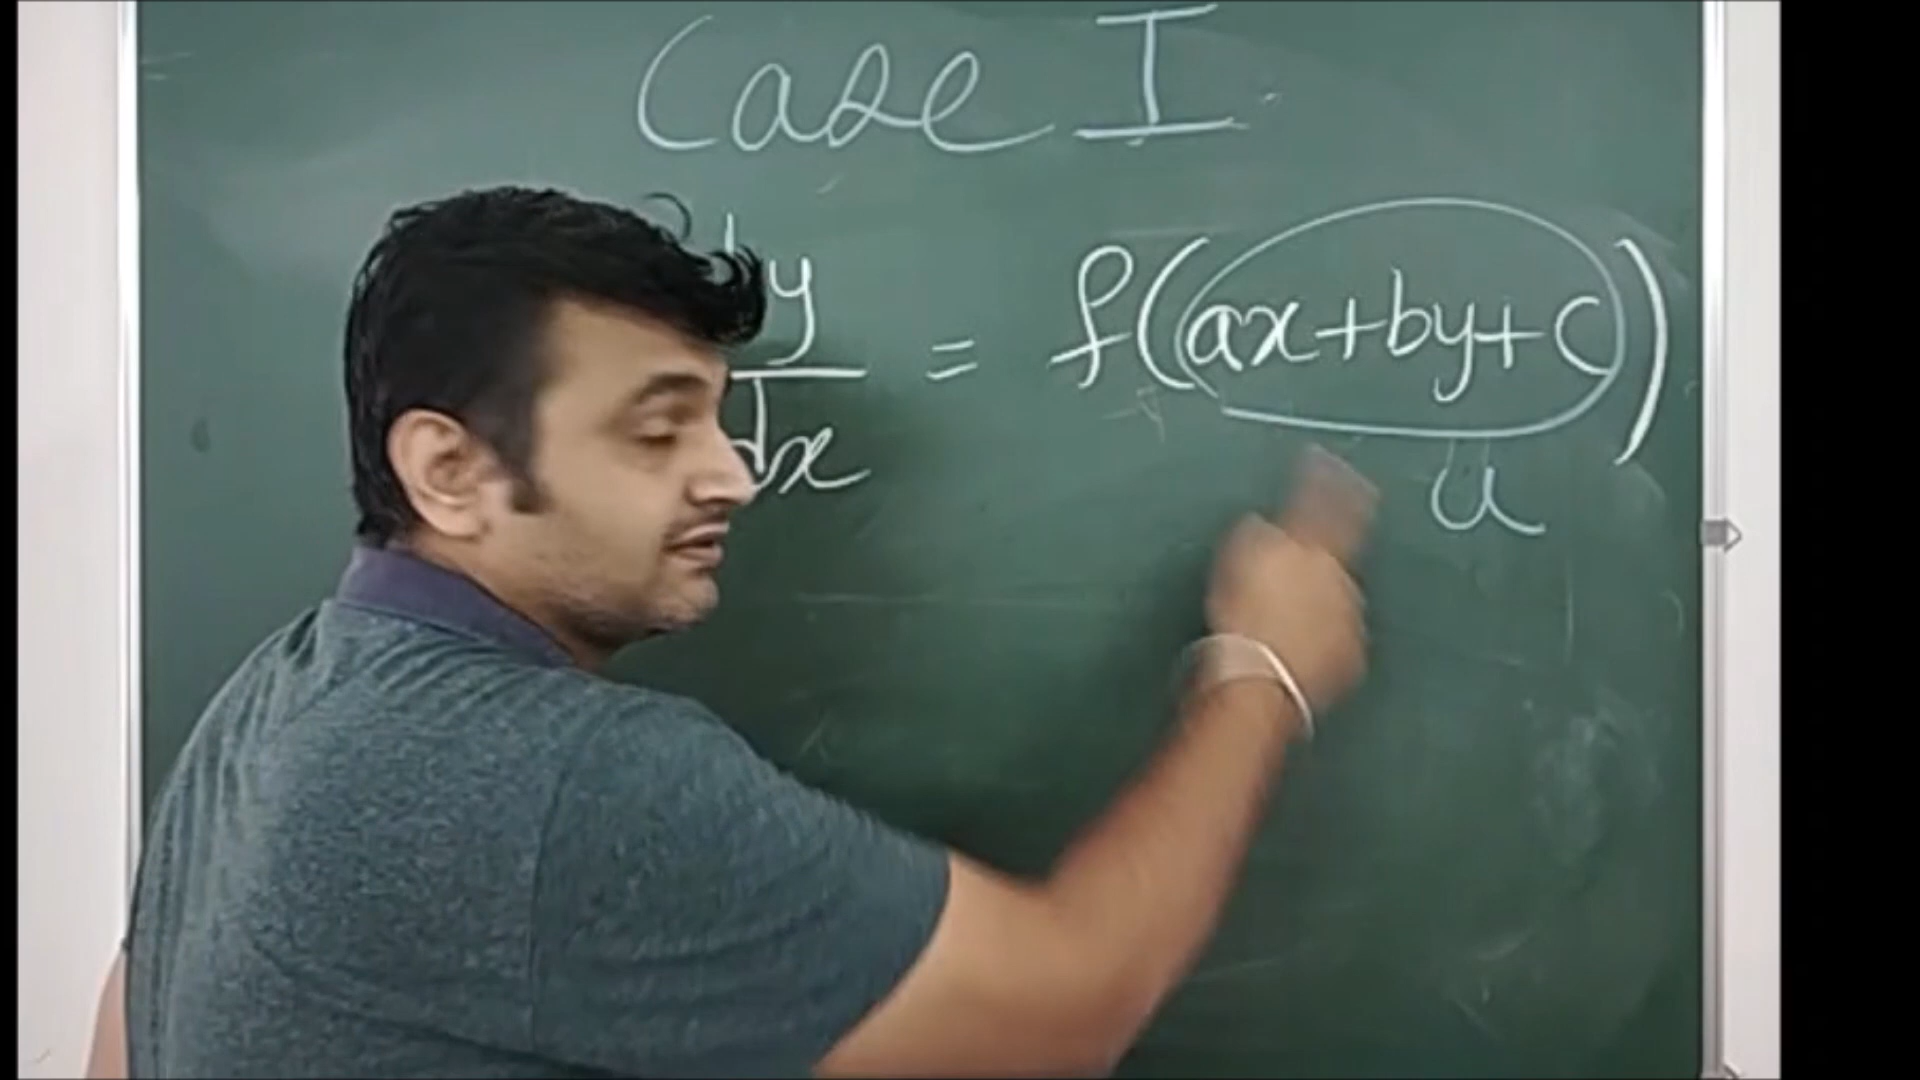 Case I
dy
dx = f(ax+by+c)
u